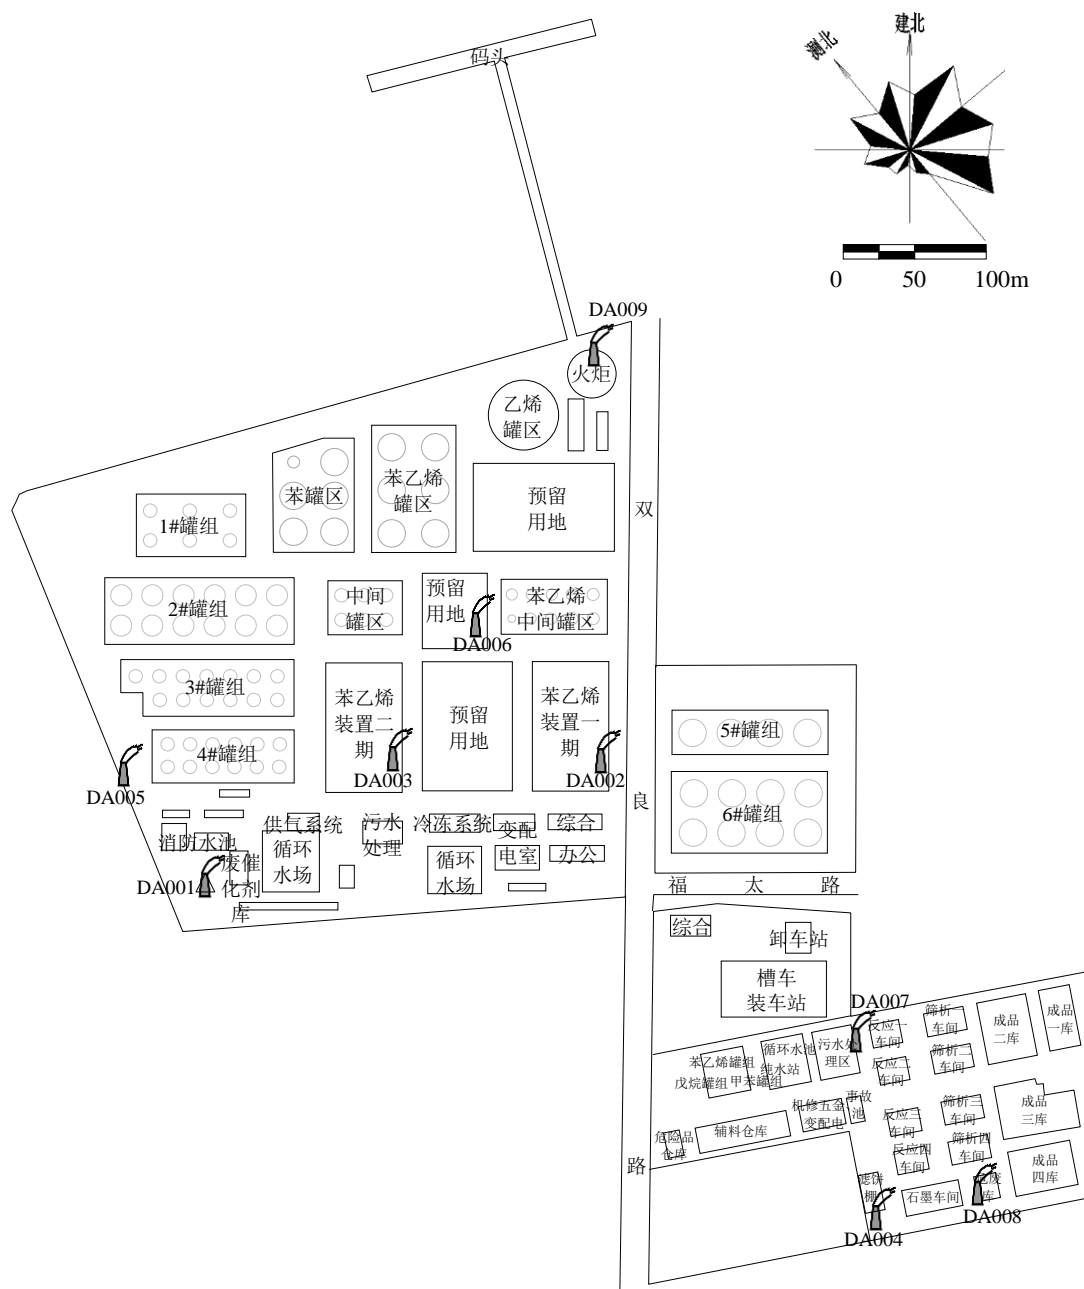 建北
测北
码头
0
50
100m
DA009
火炬
乙烯
罐区
苯乙烯
罐区
苯罐区
预留
用地
双
1#罐组
中间
罐区
预留
用地
苯乙烯
中间罐区
2#罐组
DA006
3#罐组
苯乙烯
装置二
期
预留
用地
苯乙烯
装置一
期
5#罐组
4#罐组
DA003
DA002
DA005
良
6#罐组
供气系统
污水
处理
冷冻系统
变配
电室
综合
办公
消防水池
循环
水场
循环
水场
废催
化剂
库
DA001
福太路
综合
卸车站
槽车
装车站
DA007
反应一
车间
筛析一
车间
成品
二库
成品
一库
苯乙烯罐组
戊烷罐组
甲苯罐组
循环水池
纯水站
污水处
理区
反应二
车间
筛析二
车间
机修五金
变配电
事故
池
反应三
车间
筛析三
车间
成品
三库
危险品
仓库
辅料仓库
路
反应四
车间
筛析四
车间
成品
四库
滤饼
棚
石墨车间
危废
库
DA004
DA008